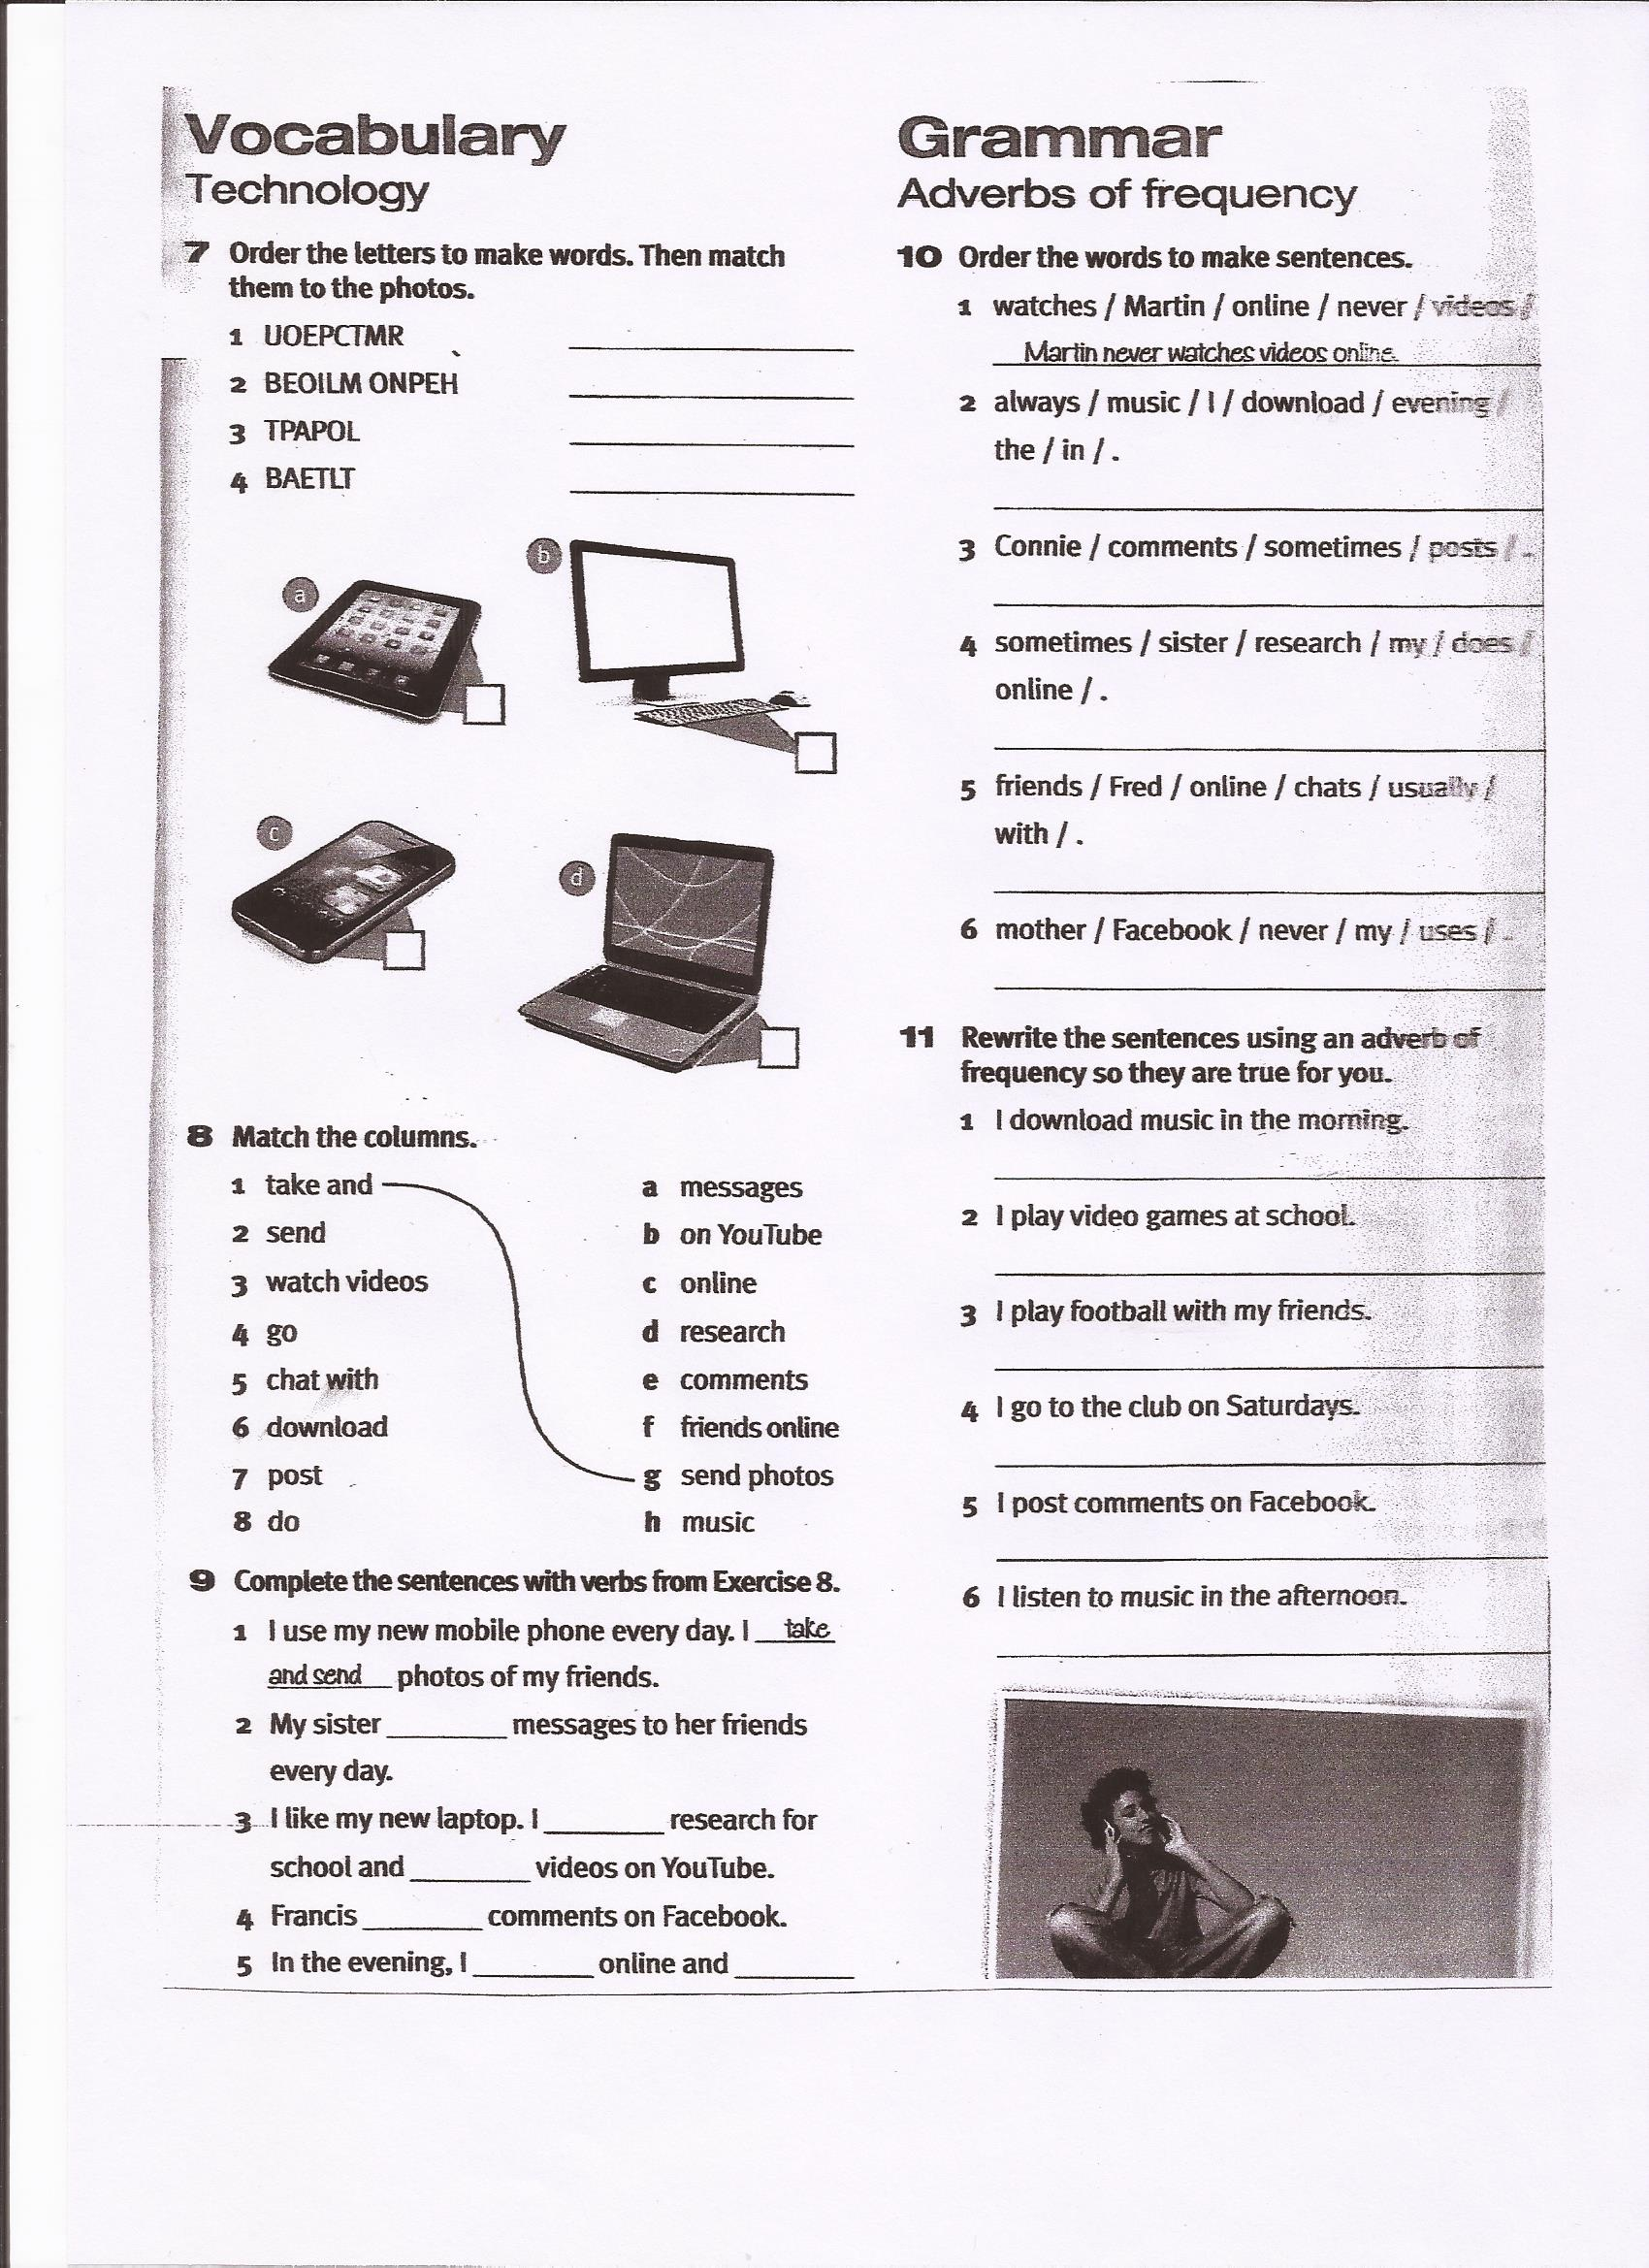 Vocabulary
Technology
7 Order the letters to make words. Then match
them to the photos.
1 UOEPCTMR
2 BEOILM ONPEH
3 TPAPOL
4 BAETLT
a
b
c
d
8 Match the columns.
1 take and
2 send
3 watch videos
4 go
5 chat with
6 download
7 post
8 do
a messages
b on YouTube
c online
d research
e comments
f friends online
g send photos
h music
9 Complete the sentences with verbs from Exercise 8.
1 I use my new mobile phone every day. I take
and send photos of my friends.
2 My sister ________ messages to her friends
every day.
3 I like my new laptop. I ________ research for
school and ________ videos on YouTube.
4 Francis ________ comments on Facebook.
5 In the evening, I ________ online and ________
Grammar
Adverbs of frequency
10 Order the words to make sentences.
1 watches / Martin / online / never / videos /
Martin never watches videos online.
2 always / music / I / download / evening /
the / in / .
3 Connie / comments / sometimes / posts / .
4 sometimes / sister / research / my / does /
online / .
5 friends / Fred / online / chats / usually /
with / .
6 mother / Facebook / never / my / uses / .
11 Rewrite the sentences using an adverb of
frequency so they are true for you.
1 I download music in the morning.
2 I play video games at school.
3 I play football with my friends.
4 I go to the club on Saturdays.
5 I post comments on Facebook.
6 I listen to music in the afternoon.